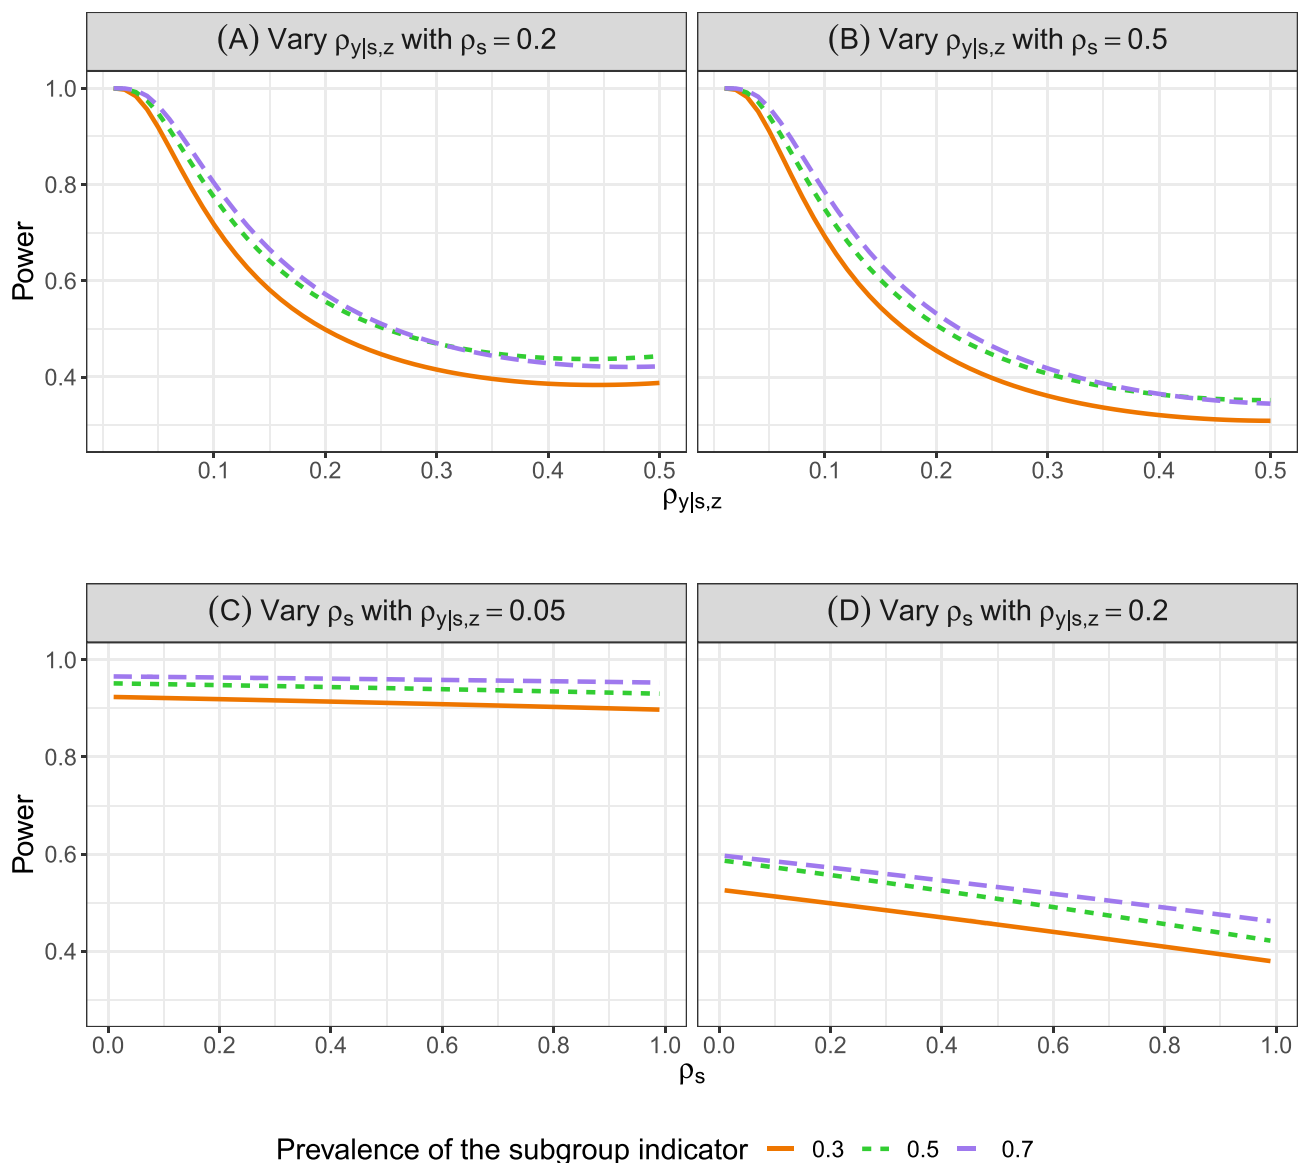 (A) Vary ρy|s,z with ρs = 0.2
(B) Vary ρy|s,z with ρs = 0.5
Power
1.0
0.8
0.6
0.4
0.1 0.2 0.3 0.4 0.5
0.1 0.2 0.3 0.4 0.5
ρy|s,z
(C) Vary ρs with ρy|s,z = 0.05
(D) Vary ρs with ρy|s,z = 0.2
Power
1.0
0.8
0.6
0.4
0.0 0.2 0.4 0.6 0.8 1.0
0.0 0.2 0.4 0.6 0.8 1.0
ρs
Prevalence of the subgroup indicator 0.3 0.5 0.7